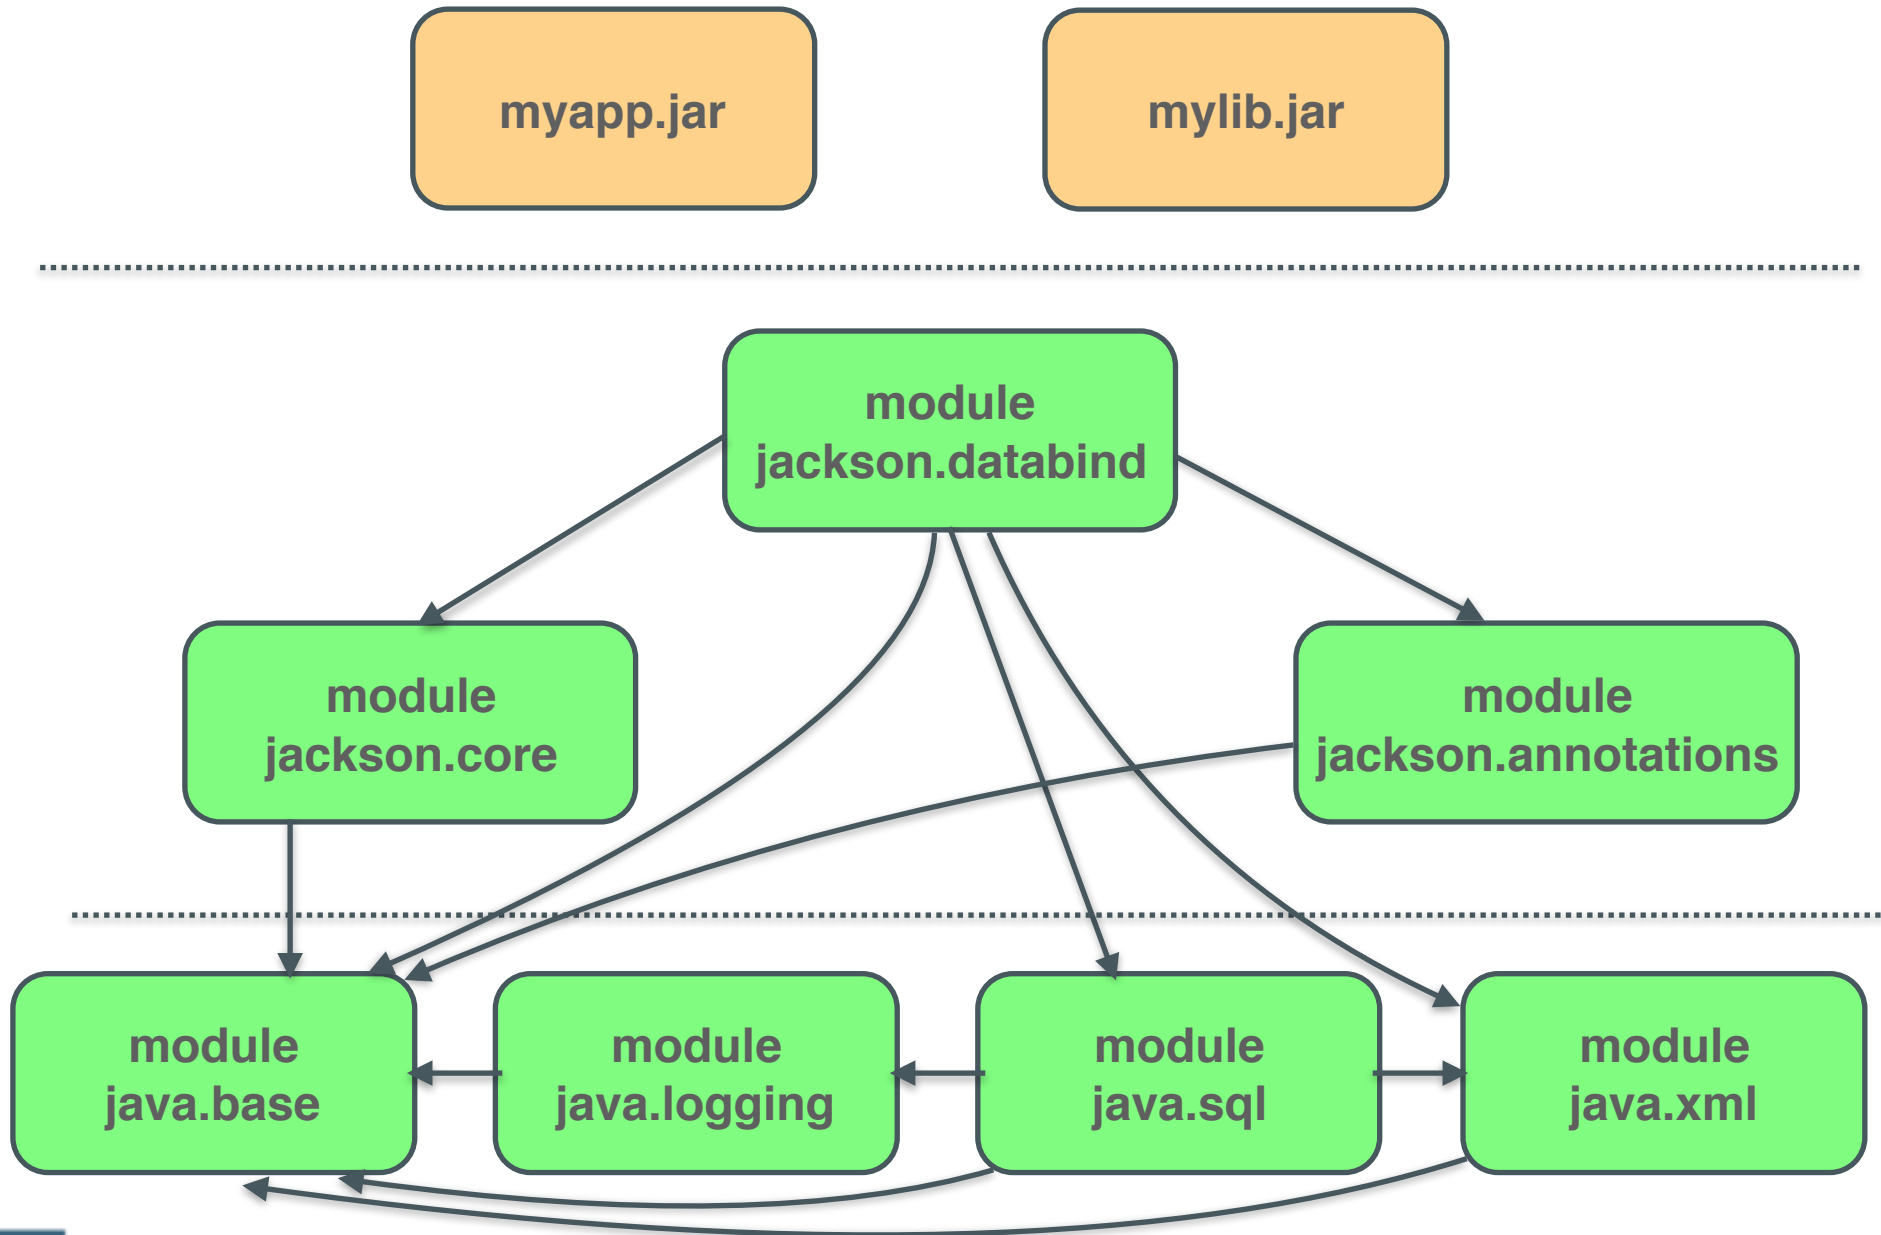 myapp.jar
mylib.jar
module
jackson.databind
module
jackson.core
module
jackson.annotations
module
java.base
module
java.logging
module
java.sql
module
java.xml